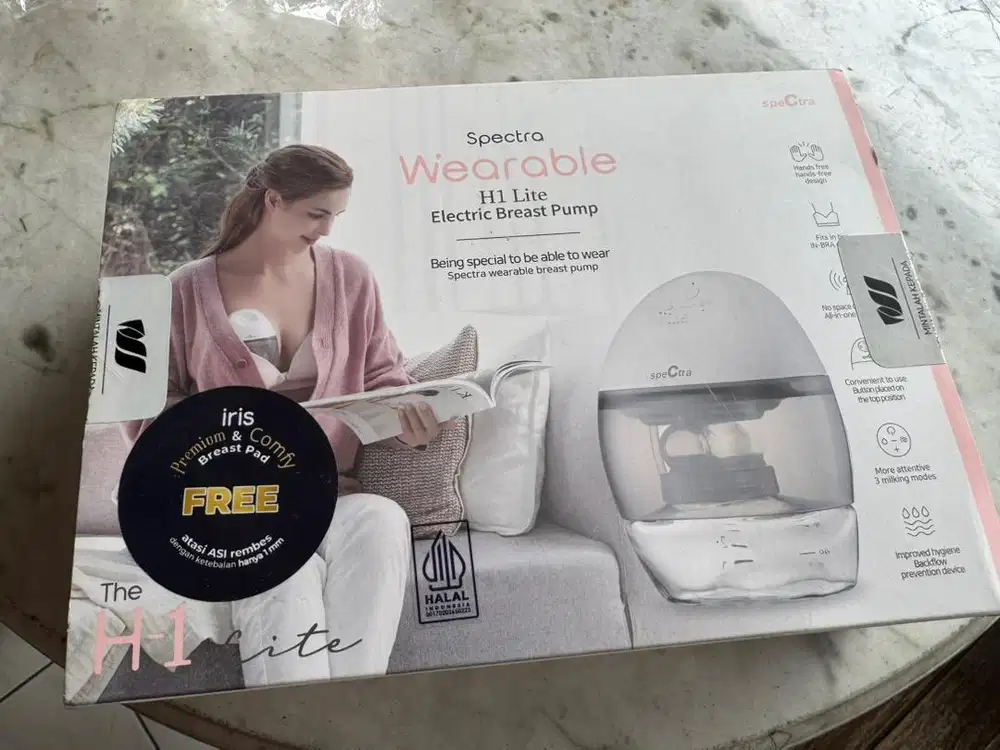 speCtra
Spectra
Wearable
H1 Lite
Electric Breast Pump
Being special to be able to wear
Spectra wearable breast pump
Hands free
hands-free
design
Fits in
IN-BRA
No space
All-in-one
Convenient to use
Button placed on
the top position
More attentive
3 milking modes
Improved hygiene
Backflow
prevention device
MINTALAH KEPADA
speCtra
iris
Premium & Comfy
Breast Pad
FREE
atasi ASI rembes
dengan ketebalan hanya 1 mm
HALAL
INDONESIA
The
H-1 Lite